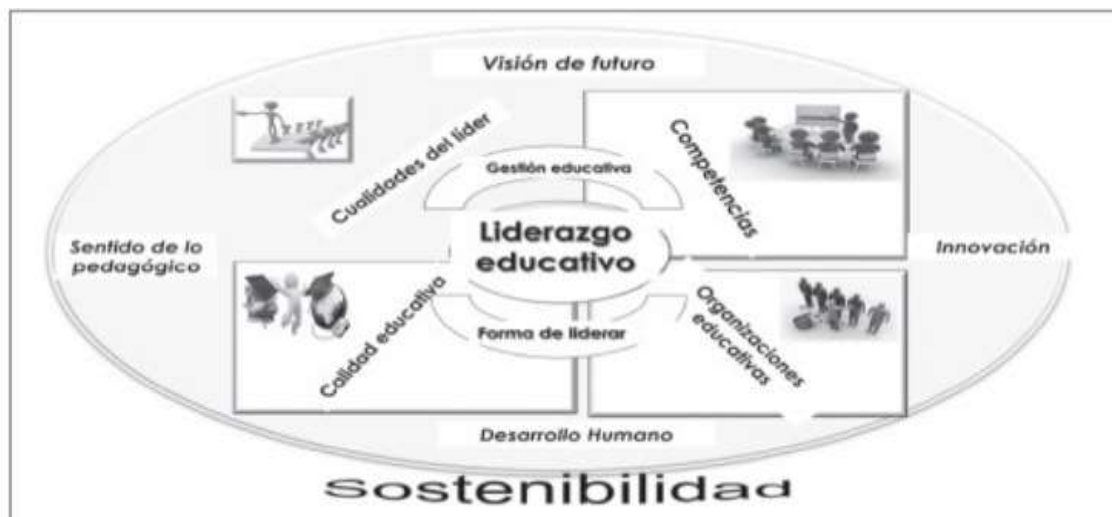 Visión de futuro
Cualidades del líder
Competencias
Gestión educativa
Sentido de lo
pedagógico
Liderazgo
educativo
Innovación
Calidad educativa
Forma de liderar
Organizaciones
educativas
Desarrollo Humano
Sostenibilidad